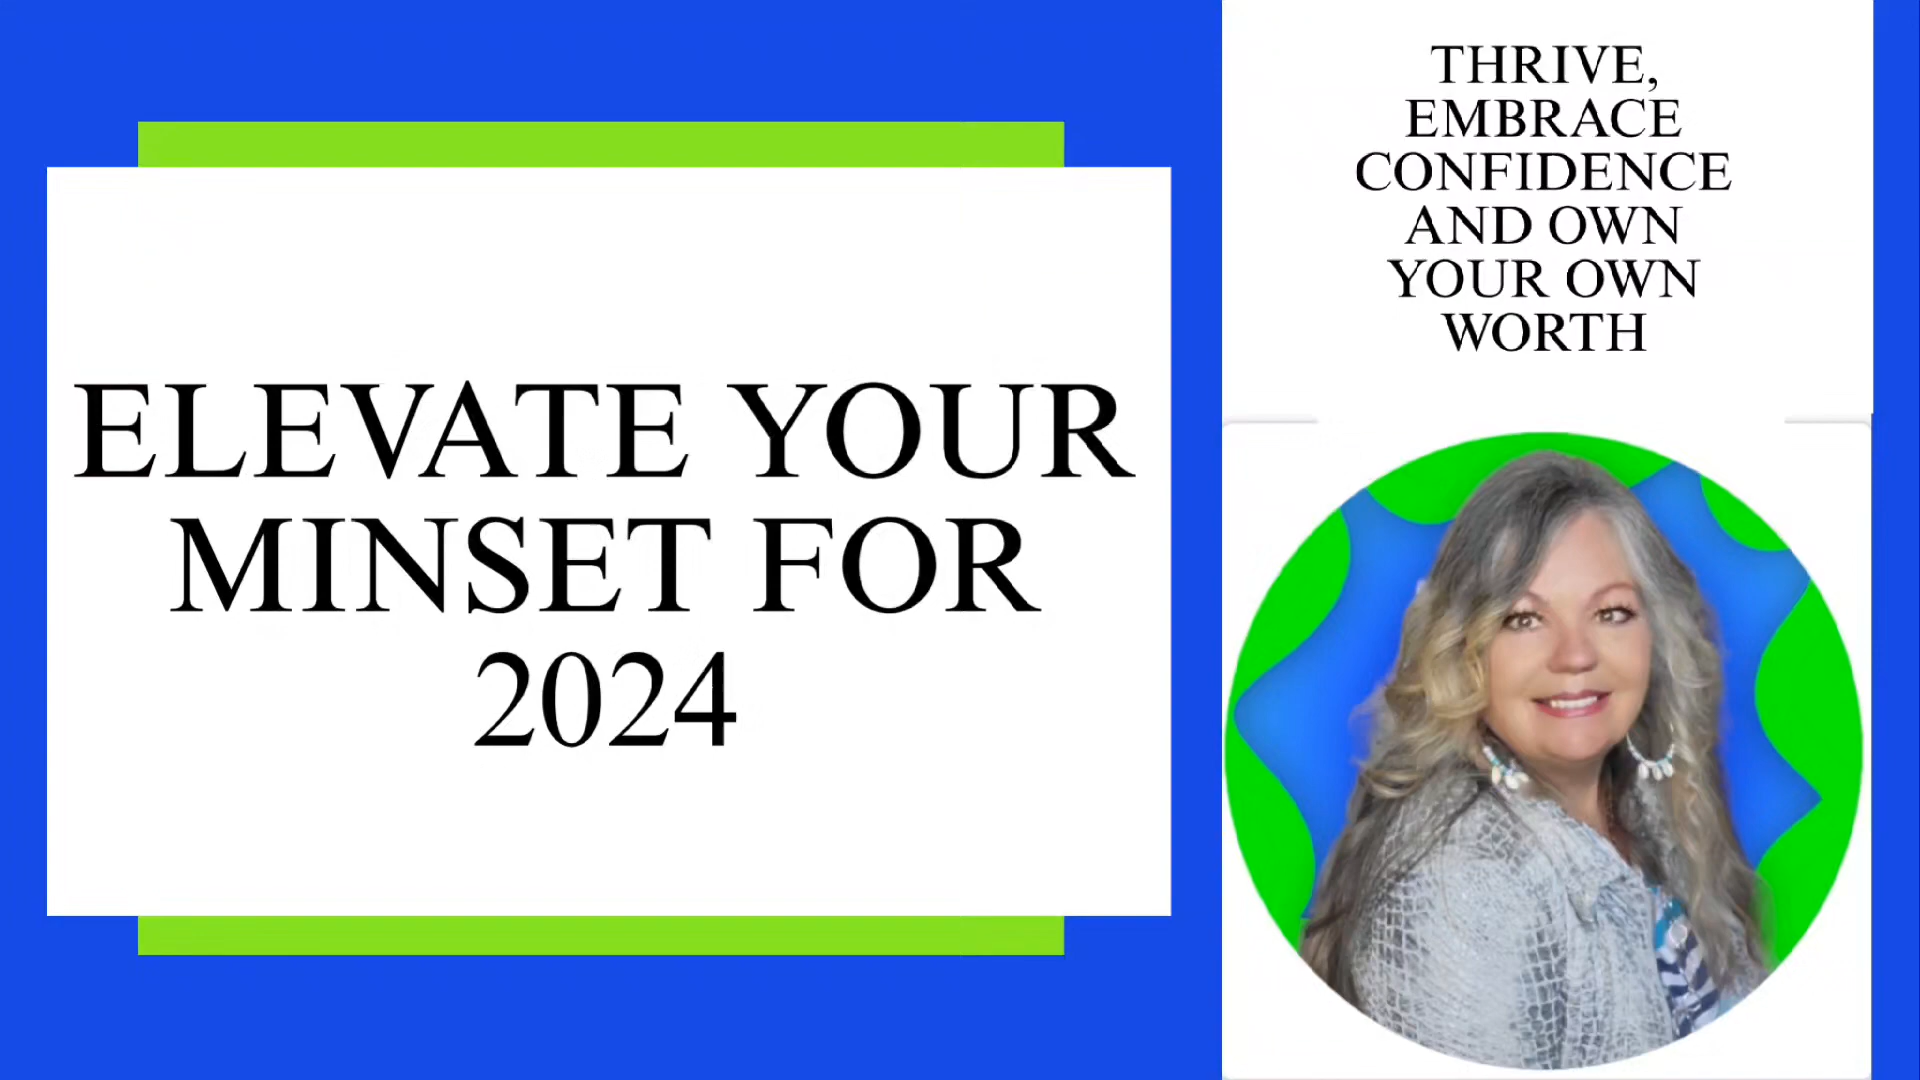 ELEVATE YOUR
MINSET FOR
2024
THRIVE,
EMBRACE
CONFIDENCE
AND OWN
YOUR OWN
WORTH